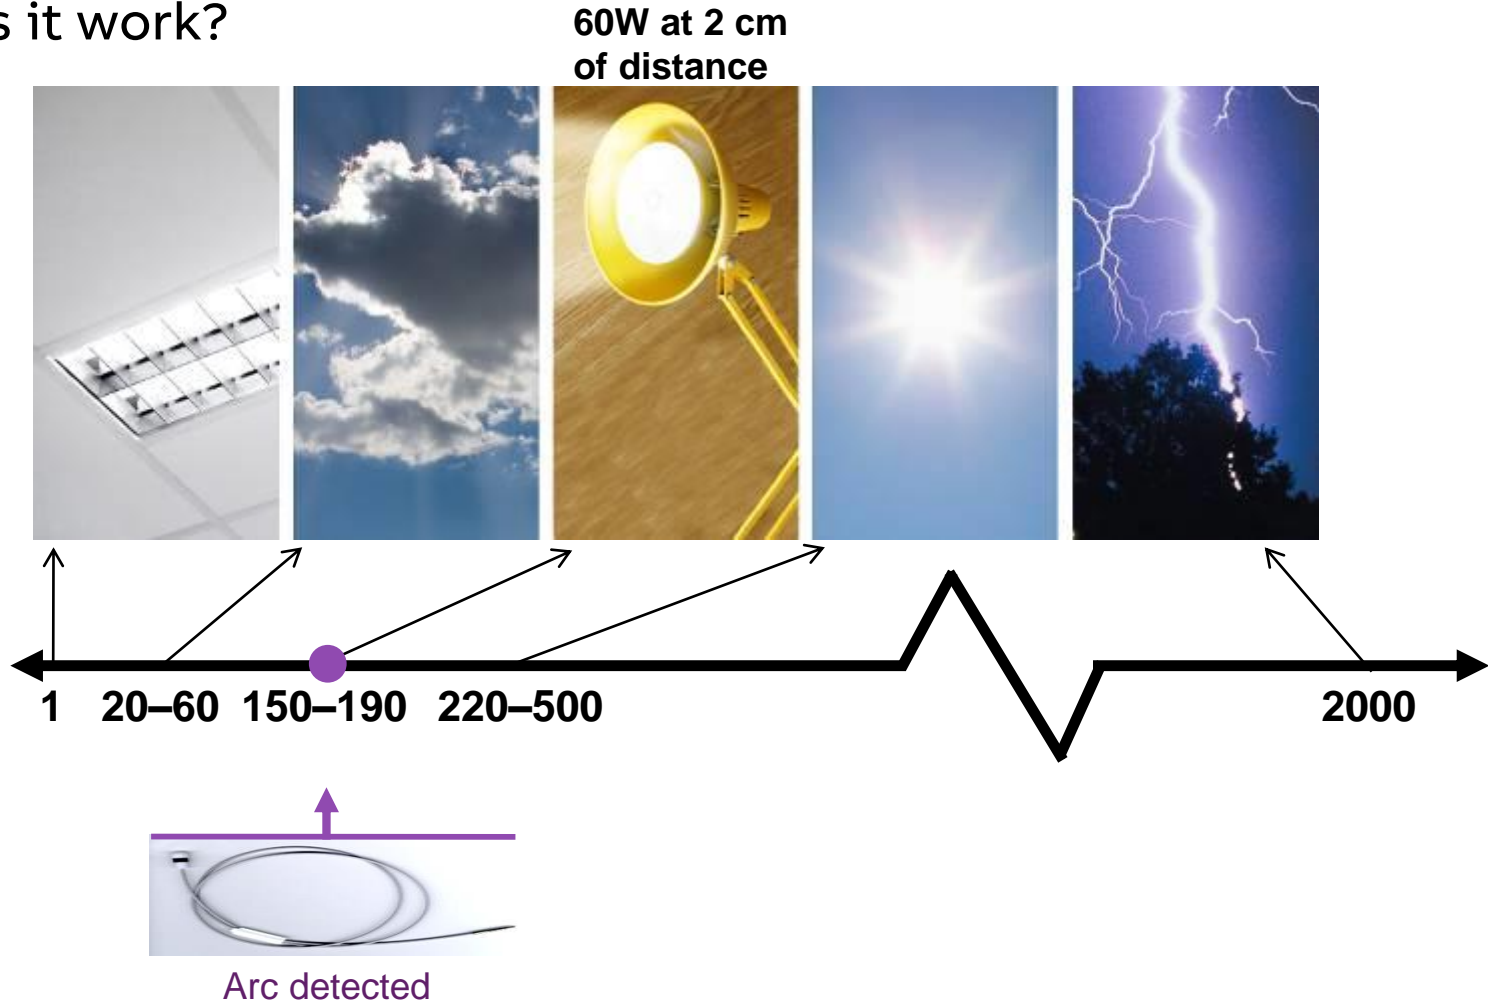 s it work?
60W at 2 cm
of distance
1 20–60 150–190 220–500 2000
Arc detected